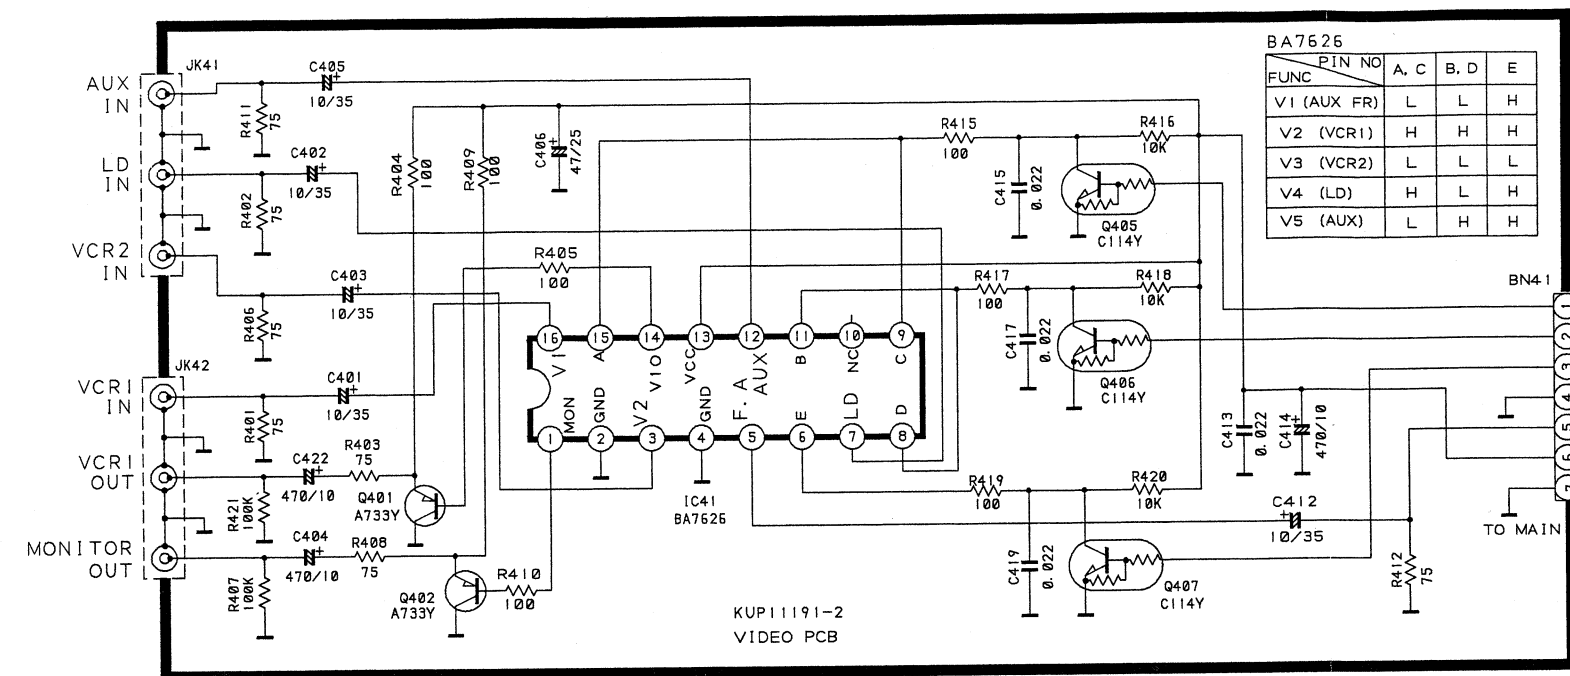 BA7626
PIN NO
FUNC
A, C
B, D
E
V1 (AUX FR)
L
L
H
V2 (VCR1)
H
H
H
V3 (VCR2)
L
L
L
V4 (LD)
H
L
H
V5 (AUX)
L
H
H
JK41
AUX
IN
LD
IN
VCR2
IN
JK42
VCR1
IN
VCR1
OUT
MONITOR
OUT
C405
10/35
R411
75
C402
10/35
R402
75
C403
10/35
R406
75
C401
10/35
R401
75
C422
470/10
R403
75
R421
100K
C404
470/10
R408
75
R407
100K
Q401
A733Y
Q402
A733Y
R410
100
R404
100
R409
100
C406
47/25
R405
100
16
15
14
13
12
11
10
9
V1
A
VIO
VCC
AUX
B
NC
C
MON
GND
V2
GND
F.A
E
LD
D
1
2
3
4
5
6
7
8
IC41
BA7626
R415
100
R416
10K
C415
0.022
Q405
C114Y
R417
100
R418
10K
C417
0.022
Q406
C114Y
R419
100
R420
10K
C419
0.022
Q407
C114Y
C413
0.022
C414
470/10
C412
10/35
R412
75
BN41
1
2
3
4
5
6
7
TO MAIN
KUP11191-2
VIDEO PCB